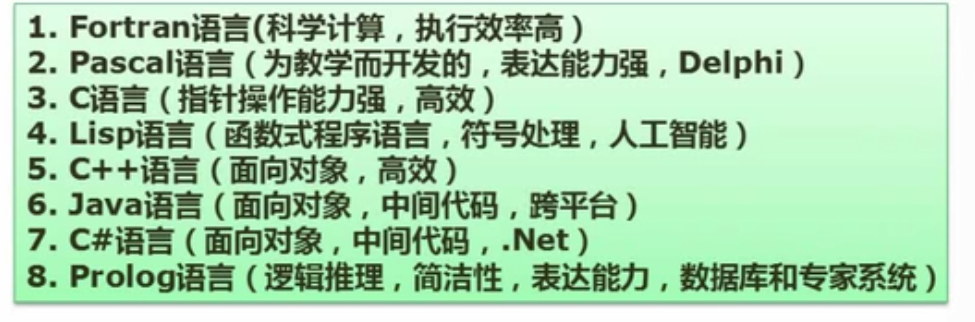 1. Fortran语言(科学计算，执行效率高）
2. Pascal语言（为教学而开发的，表达能力强，Delphi）
3. C语言（指针操作能力强，高效）
4. Lisp语言（函数式程序语言，符号处理，人工智能）
5. C++语言（面向对象，高效）
6. Java语言（面向对象，中间代码，跨平台）
7. C#语言（面向对象，中间代码，.Net）
8. Prolog语言（逻辑推理，简洁性，表达能力，数据库和专家系统）